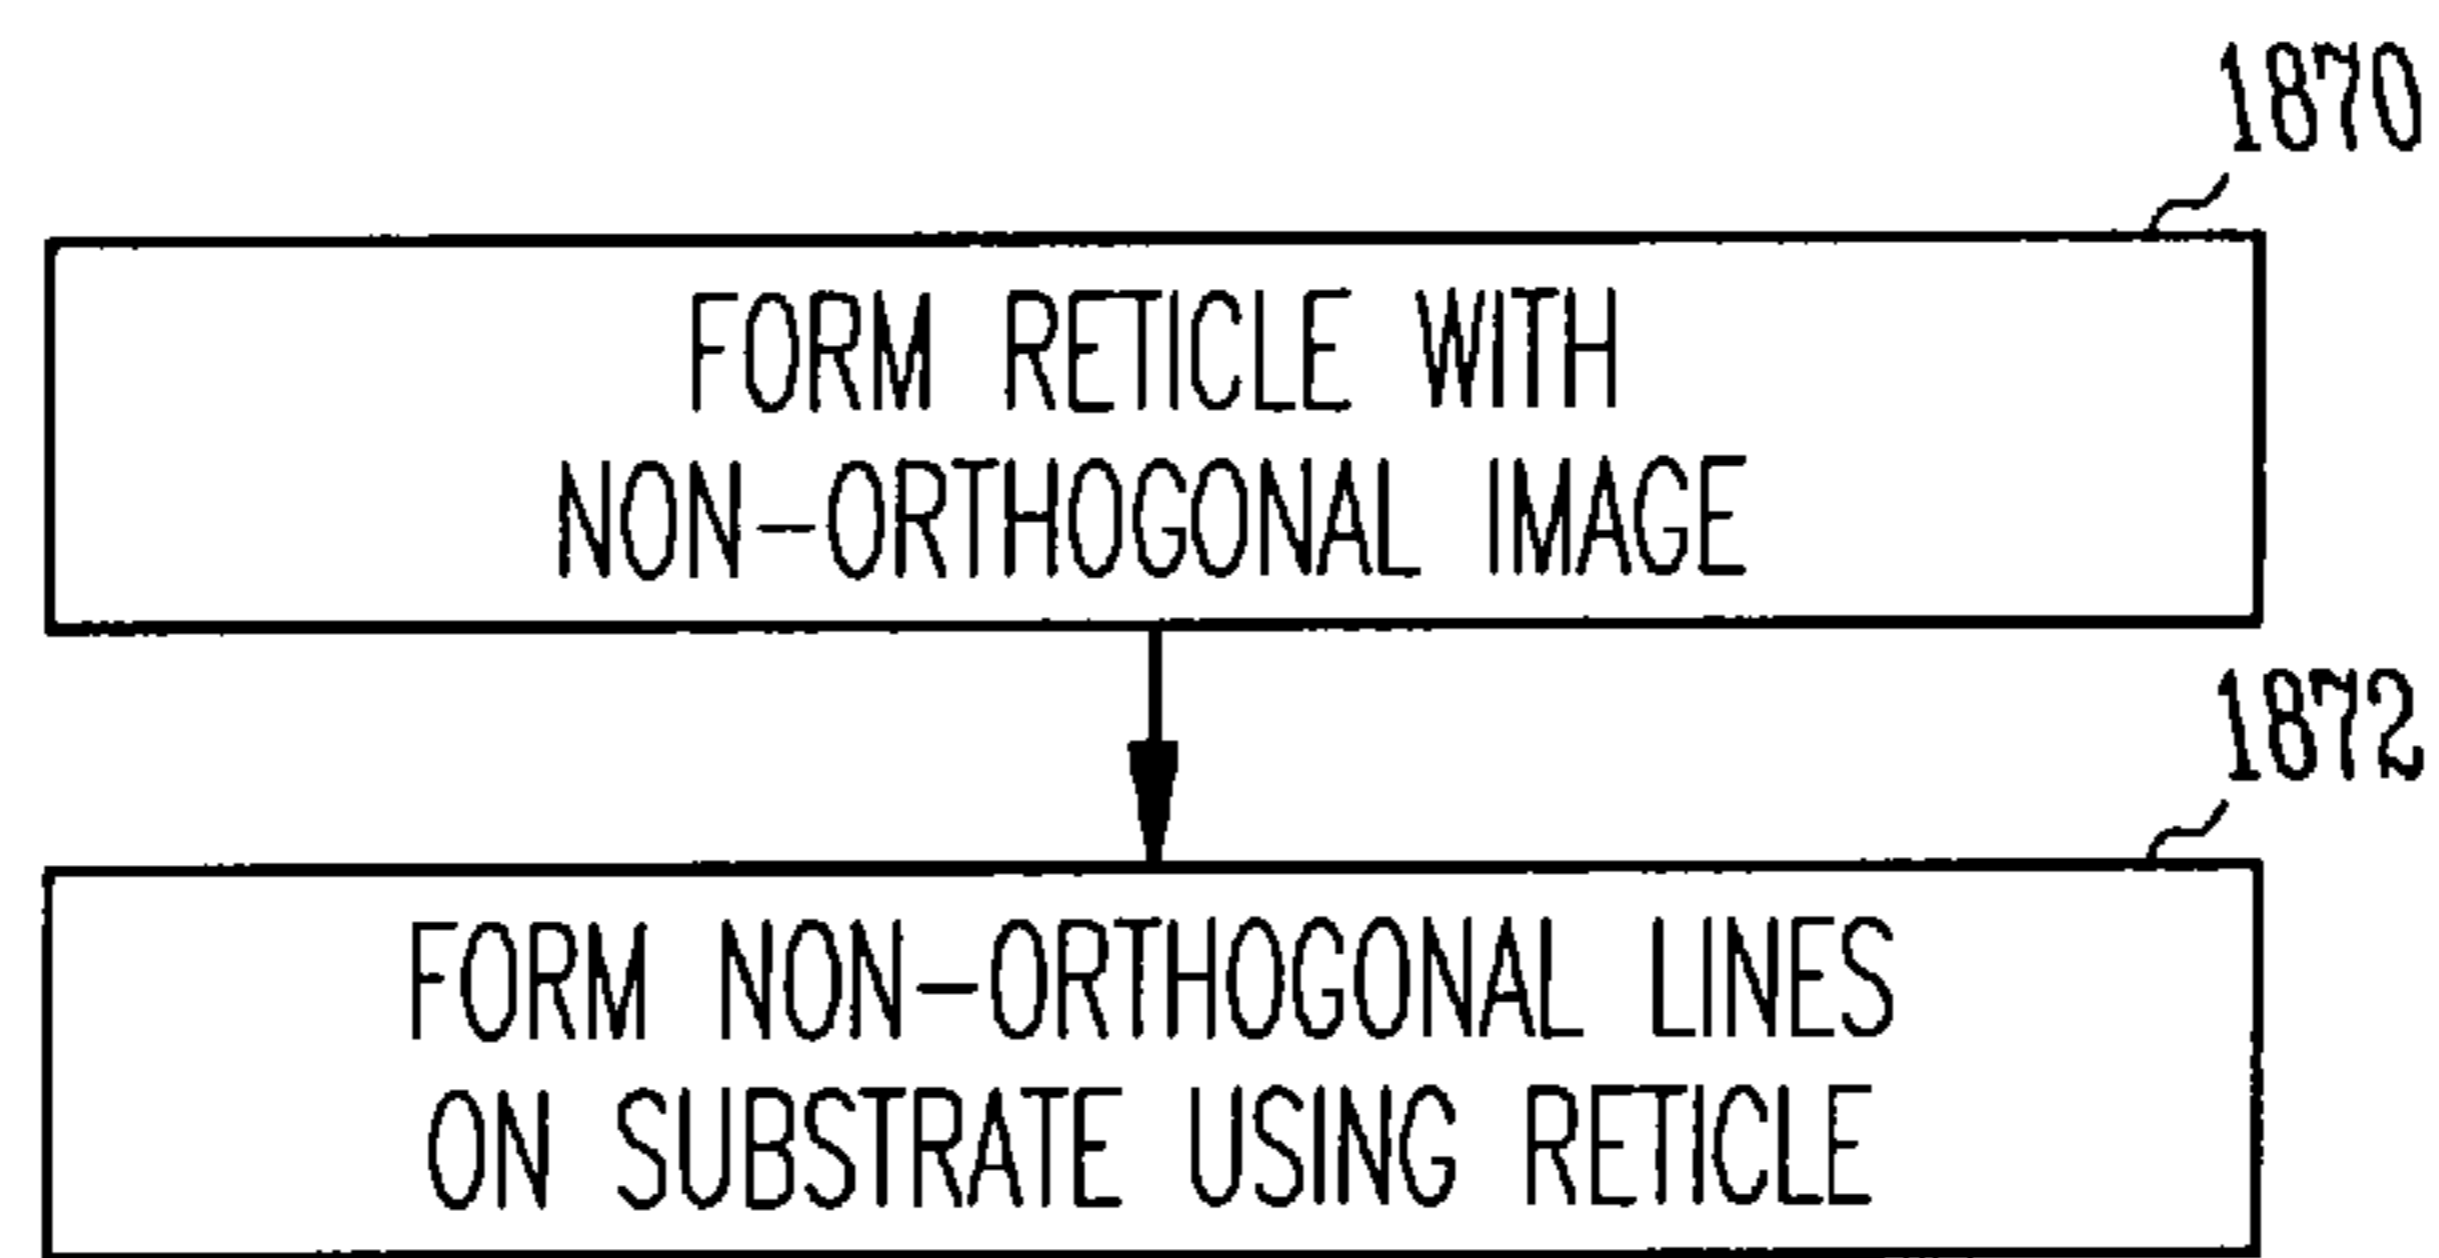 1870
FORM RETICLE WITH
NON-ORTHOGONAL IMAGE
1872
FORM NON-ORTHOGONAL LINES
ON SUBSTRATE USING RETICLE